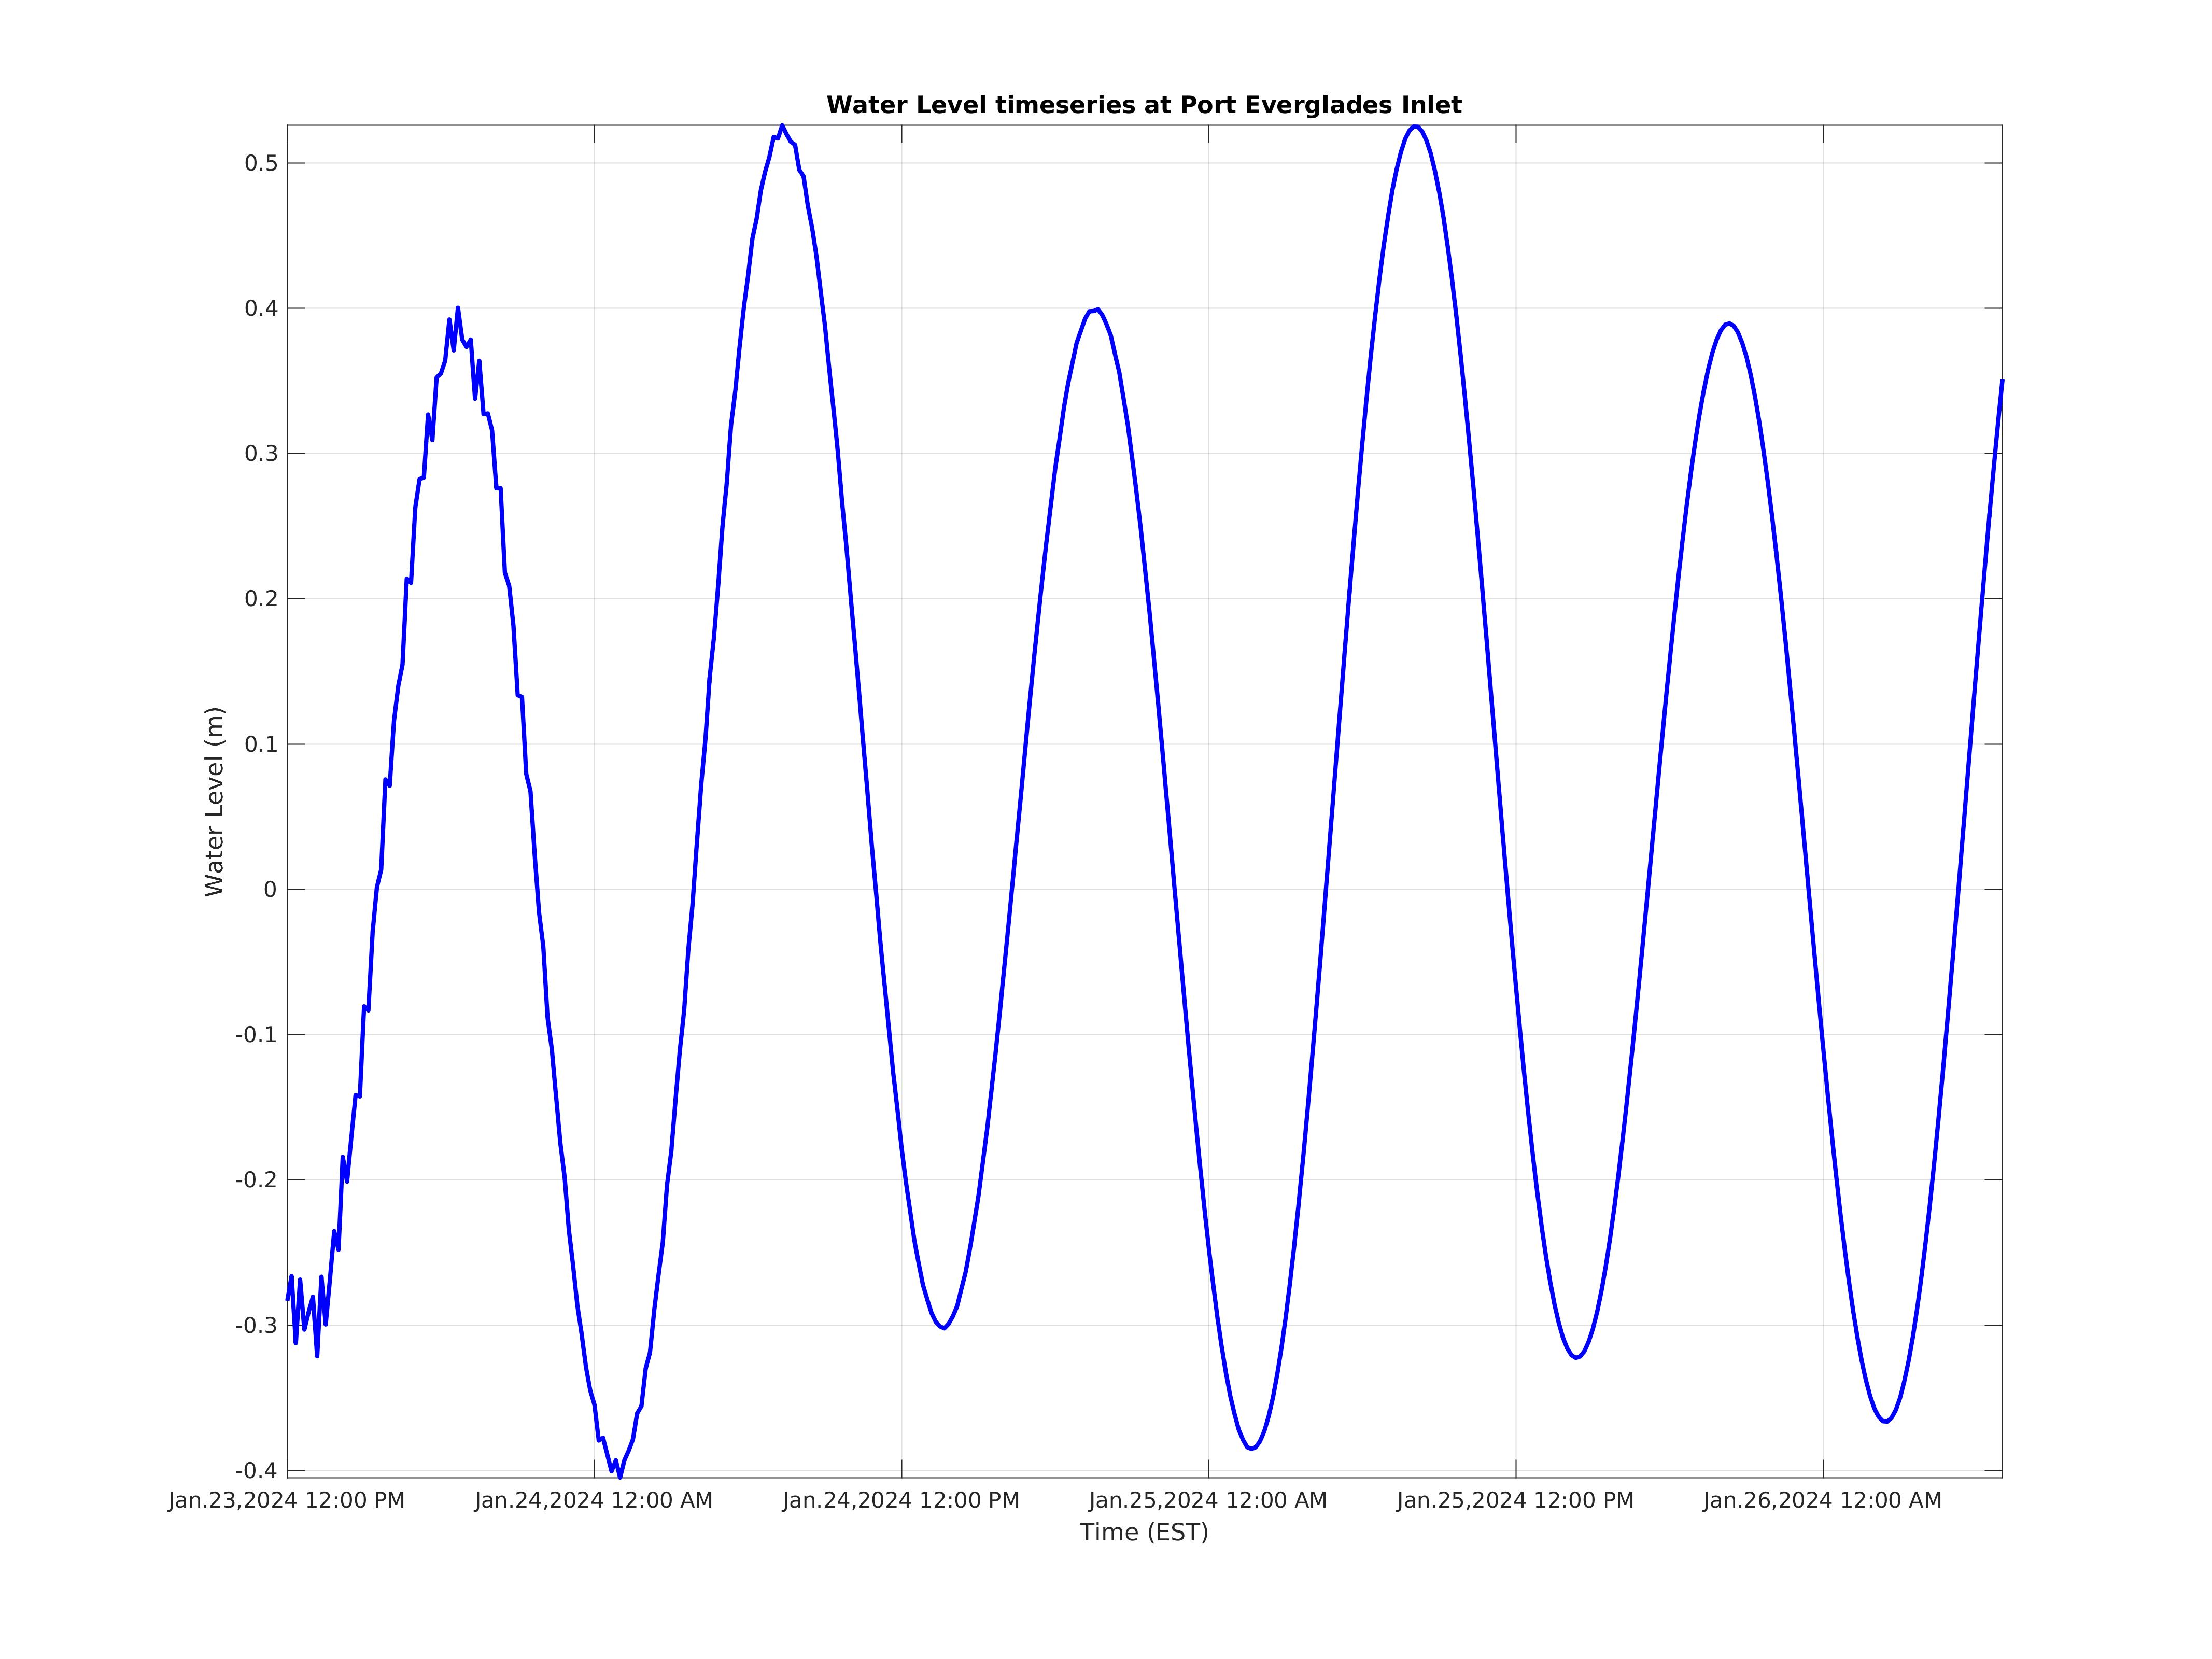 Water Level timeseries at Port Everglades Inlet
0.5
0.4
0.3
0.2
0.1
0
-0.1
-0.2
-0.3
-0.4
Water Level (m)
Jan.23,2024 12:00 PM Jan.24,2024 12:00 AM Jan.24,2024 12:00 PM Jan.25,2024 12:00 AM Jan.25,2024 12:00 PM Jan.26,2024 12:00 AM
Time (EST)